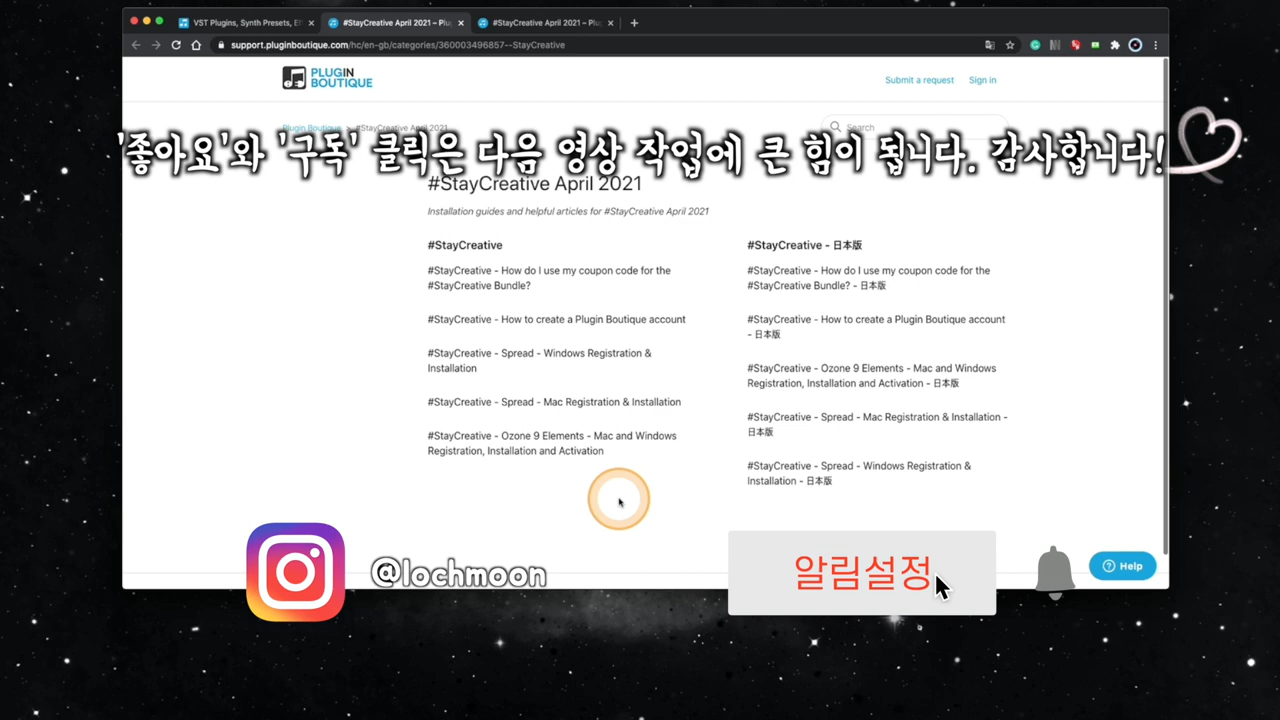 VST Plugins, Synth Presets, Ef
#StayCreative April 2021 – Plu
#StayCreative April 2021 – Plu
support.pluginboutique.com/hc/en-gb/categories/360003496857--StayCreative
PLUGIN
BOUTIQUE
Submit a request
Sign in
Plugin Boutique > #StayCreative April 2021
Search
'좋아요'와 '구독' 클릭은 다음 영상 작업에 큰 힘이 됩니다. 감사합니다!
#StayCreative April 2021
Installation guides and helpful articles for #StayCreative April 2021
#StayCreative
#StayCreative - How do I use my coupon code for the
#StayCreative Bundle?
#StayCreative - How to create a Plugin Boutique account
#StayCreative - Spread - Windows Registration &
Installation
#StayCreative - Spread - Mac Registration & Installation
#StayCreative - Ozone 9 Elements - Mac and Windows
Registration, Installation and Activation
#StayCreative - 日本版
#StayCreative - How do I use my coupon code for the
#StayCreative Bundle? - 日本版
#StayCreative - How to create a Plugin Boutique account
- 日本版
#StayCreative - Ozone 9 Elements - Mac and Windows
Registration, Installation and Activation - 日本版
#StayCreative - Spread - Mac Registration & Installation -
日本版
#StayCreative - Spread - Windows Registration &
Installation - 日本版
@lochmoon
알림설정
Help